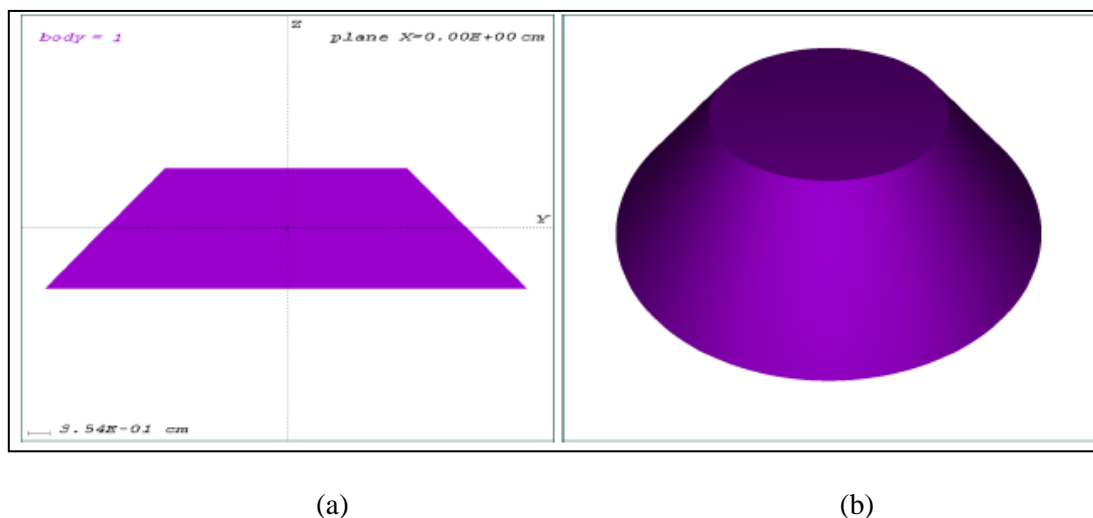 Z
body = 1
plane X=0.00E+00 cm
Y
3.54E-01 cm
(a)
(b)